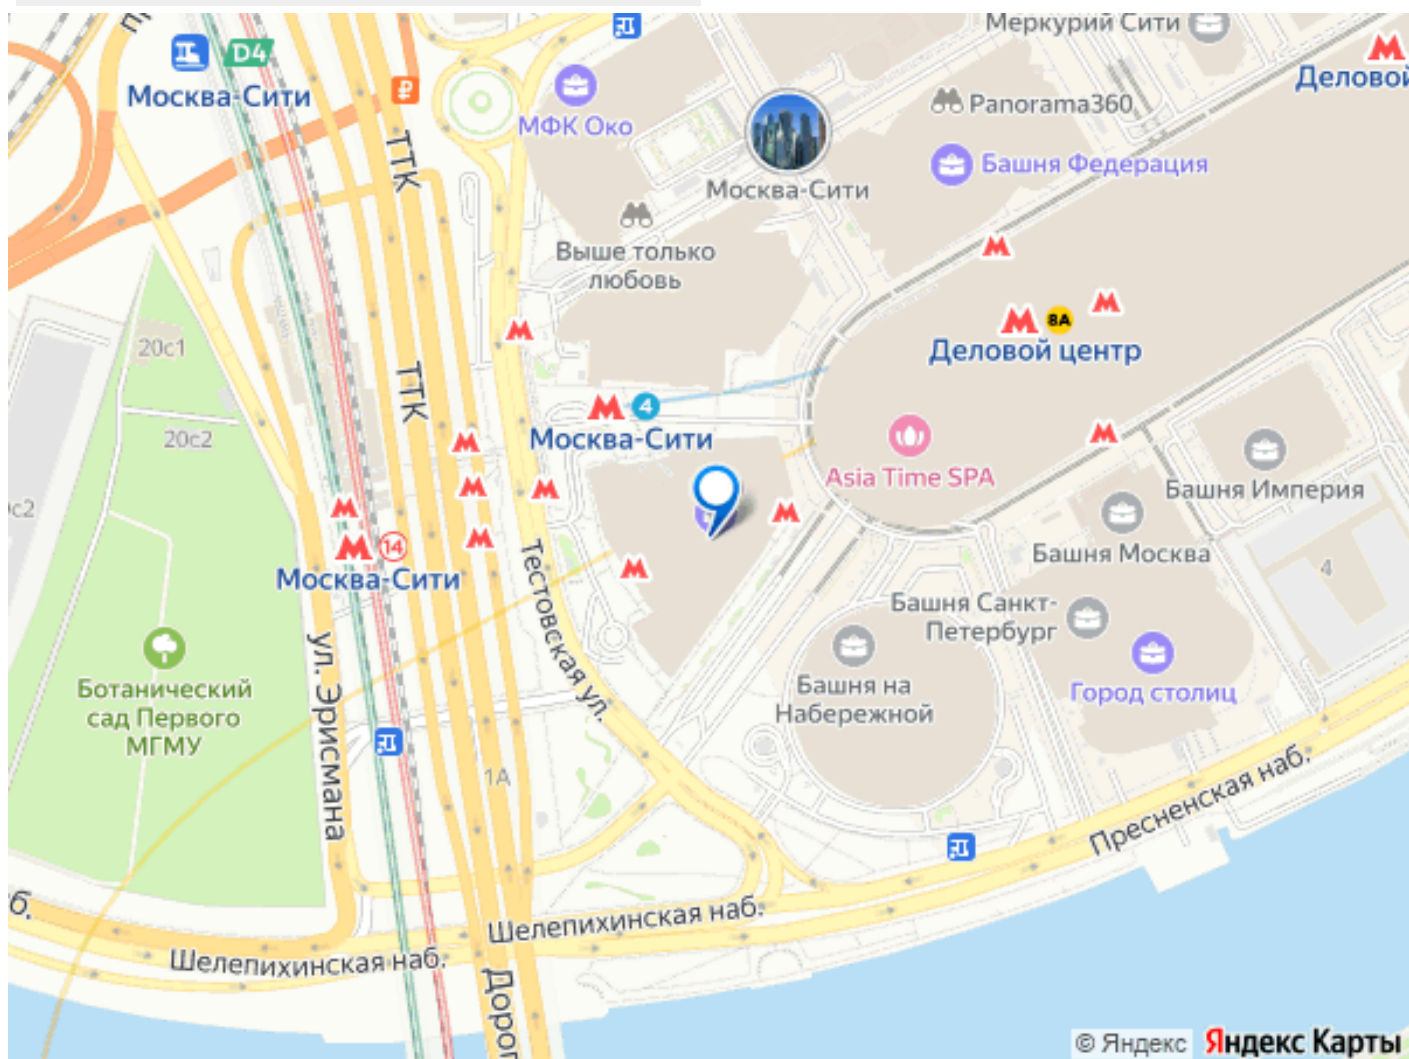 Меркурий Сити
D4
Москва-Сити
₽
Деловой
МФК Око
Panorama360
ТТК
Башня Федерация
Москва-Сити
Выше только
любовь
8А
Деловой центр
20с1
ТТК
4
20с2
Москва-Сити
Asia Time SPA
Башня Империя
с2
14
Москва-Сити
Башня Москва
4
Тестовская ул.
Башня Санкт-
Петербург
ул. Эрисмана
Ботанический
сад Первого
МГМУ
Башня на
Набережной
Город столиц
1А
Пресненская наб.
б.
Шелепихинская наб.
Шелепихинская наб.
Дорог
© Яндекс Яндекс Карты